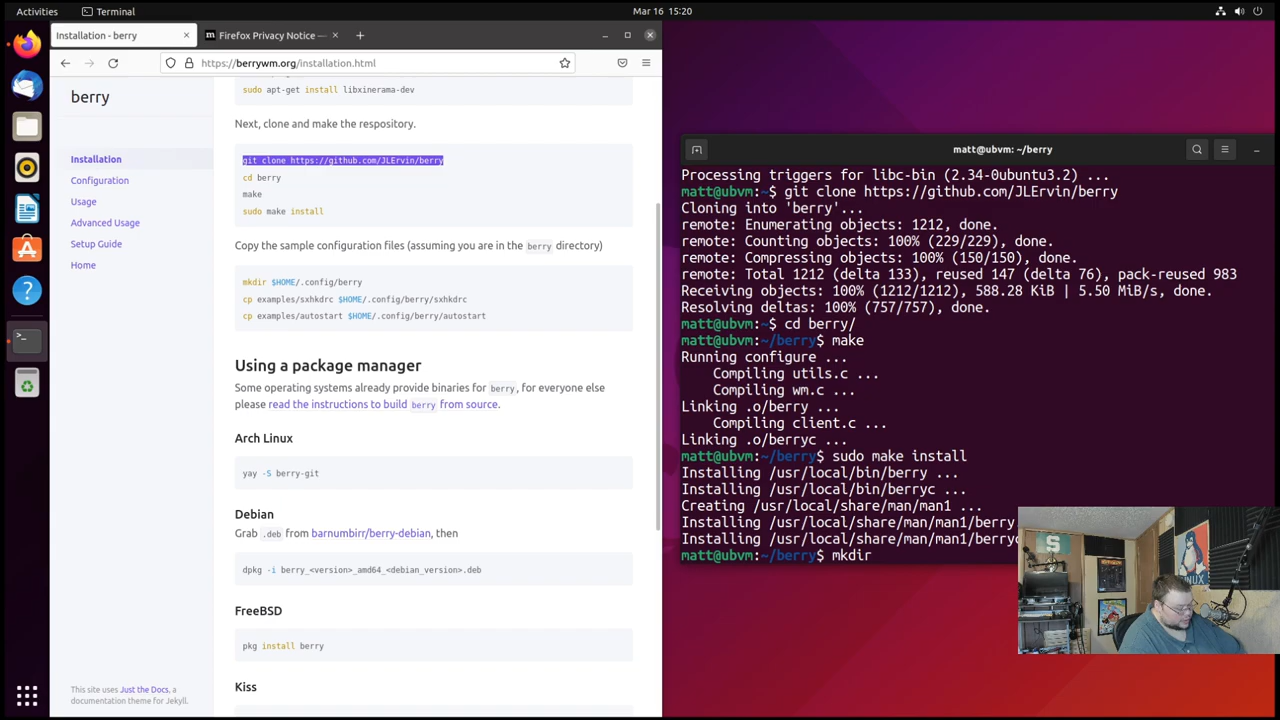 Activities
Terminal
Mar 16 15:20
Installation - berry
Firefox Privacy Notice —
https://berrywm.org/installation.html
berry
Installation
Configuration
Usage
Advanced Usage
Setup Guide
Home
This site uses Just the Docs, a
documentation theme for Jekyll.
sudo apt-get install libxinerama-dev
Next, clone and make the respository.
git clone https://github.com/JLErvin/berry
cd berry
make
sudo make install
Copy the sample configuration files (assuming you are in the berry directory)
mkdir $HOME/.config/berry
cp examples/sxhkdrc $HOME/.config/berry/sxhkdrc
cp examples/autostart $HOME/.config/berry/autostart
Using a package manager
Some operating systems already provide binaries for berry, for everyone else
please read the instructions to build berry from source.
Arch Linux
yay -S berry-git
Debian
Grab .deb from barnumbirr/berry-debian, then
dpkg -i berry_<version>_amd64_<debian_version>.deb
FreeBSD
pkg install berry
Kiss
matt@ubvm: ~/berry
Processing triggers for libc-bin (2.34-0ubuntu3.2) ...
matt@ubvm:~$ git clone https://github.com/JLErvin/berry
Cloning into 'berry'...
remote: Enumerating objects: 1212, done.
remote: Counting objects: 100% (229/229), done.
remote: Compressing objects: 100% (150/150), done.
remote: Total 1212 (delta 133), reused 147 (delta 76), pack-reused 983
Receiving objects: 100% (1212/1212), 588.28 KiB | 5.50 MiB/s, done.
Resolving deltas: 100% (757/757), done.
matt@ubvm:~$ cd berry/
matt@ubvm:~/berry$ make
Running configure ...
Compiling utils.c ...
Compiling wm.c ...
Linking .o/berry ...
Compiling client.c ...
Linking .o/berryc ...
matt@ubvm:~/berry$ sudo make install
Installing /usr/local/bin/berry ...
Installing /usr/local/bin/berryc ...
Creating /usr/local/share/man/man1 ...
Installing /usr/local/share/man/man1/berry
Installing /usr/local/share/man/man1/berryc
matt@ubvm:~/berry$ mkdir
S
LINUX